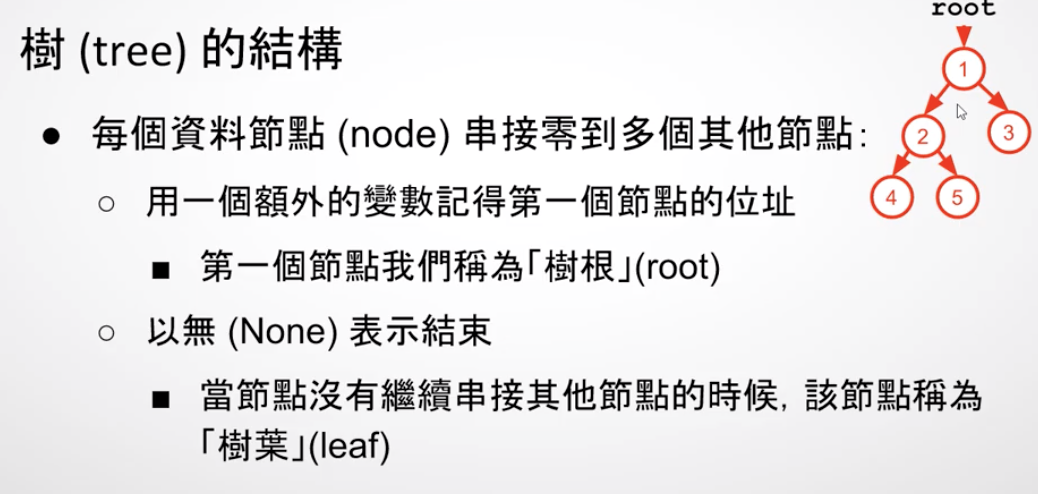 root
樹 (tree) 的結構
1
● 每個資料節點 (node) 串接零到多個其他節點：
2
3
○ 用一個額外的變數記得第一個節點的位址
4
5
■ 第一個節點我們稱為「樹根」(root)
○ 以無 (None) 表示結束
■ 當節點沒有繼續串接其他節點的時候，該節點稱為
「樹葉」(leaf)